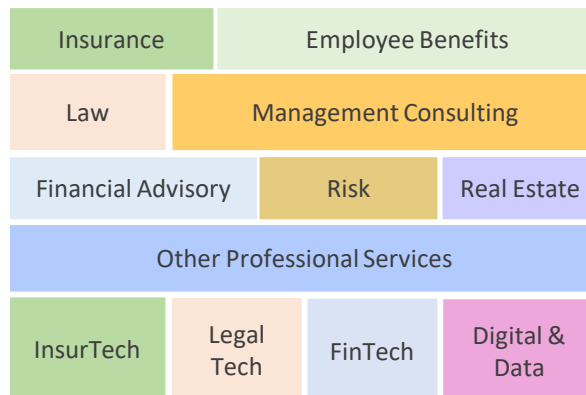 Insurance
Employee Benefits
Law
Management Consulting
Financial Advisory
Risk
Real Estate
Other Professional Services
InsurTech
Legal
Tech
FinTech
Digital &
Data